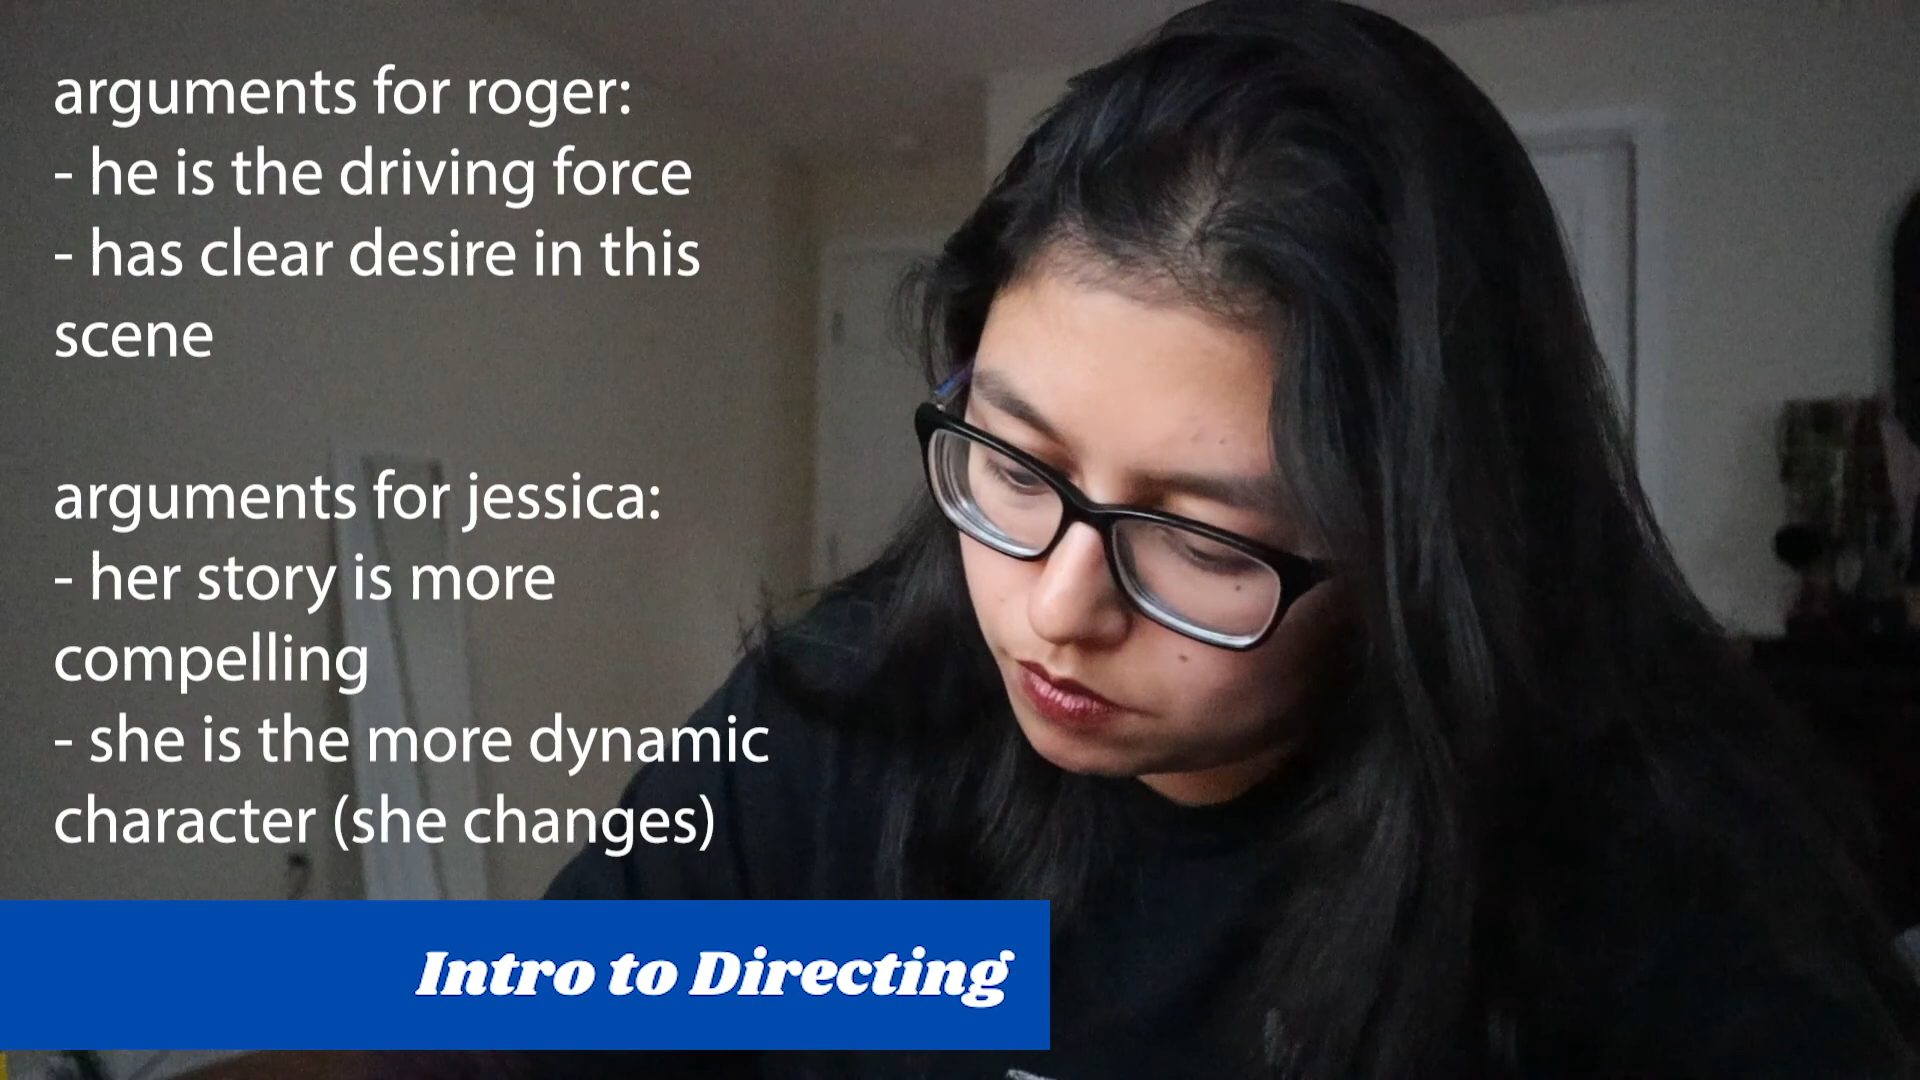 arguments for roger:
- he is the driving force
- has clear desire in this
scene
arguments for jessica:
- her story is more
compelling
- she is the more dynamic
character (she changes)
Intro to Directing